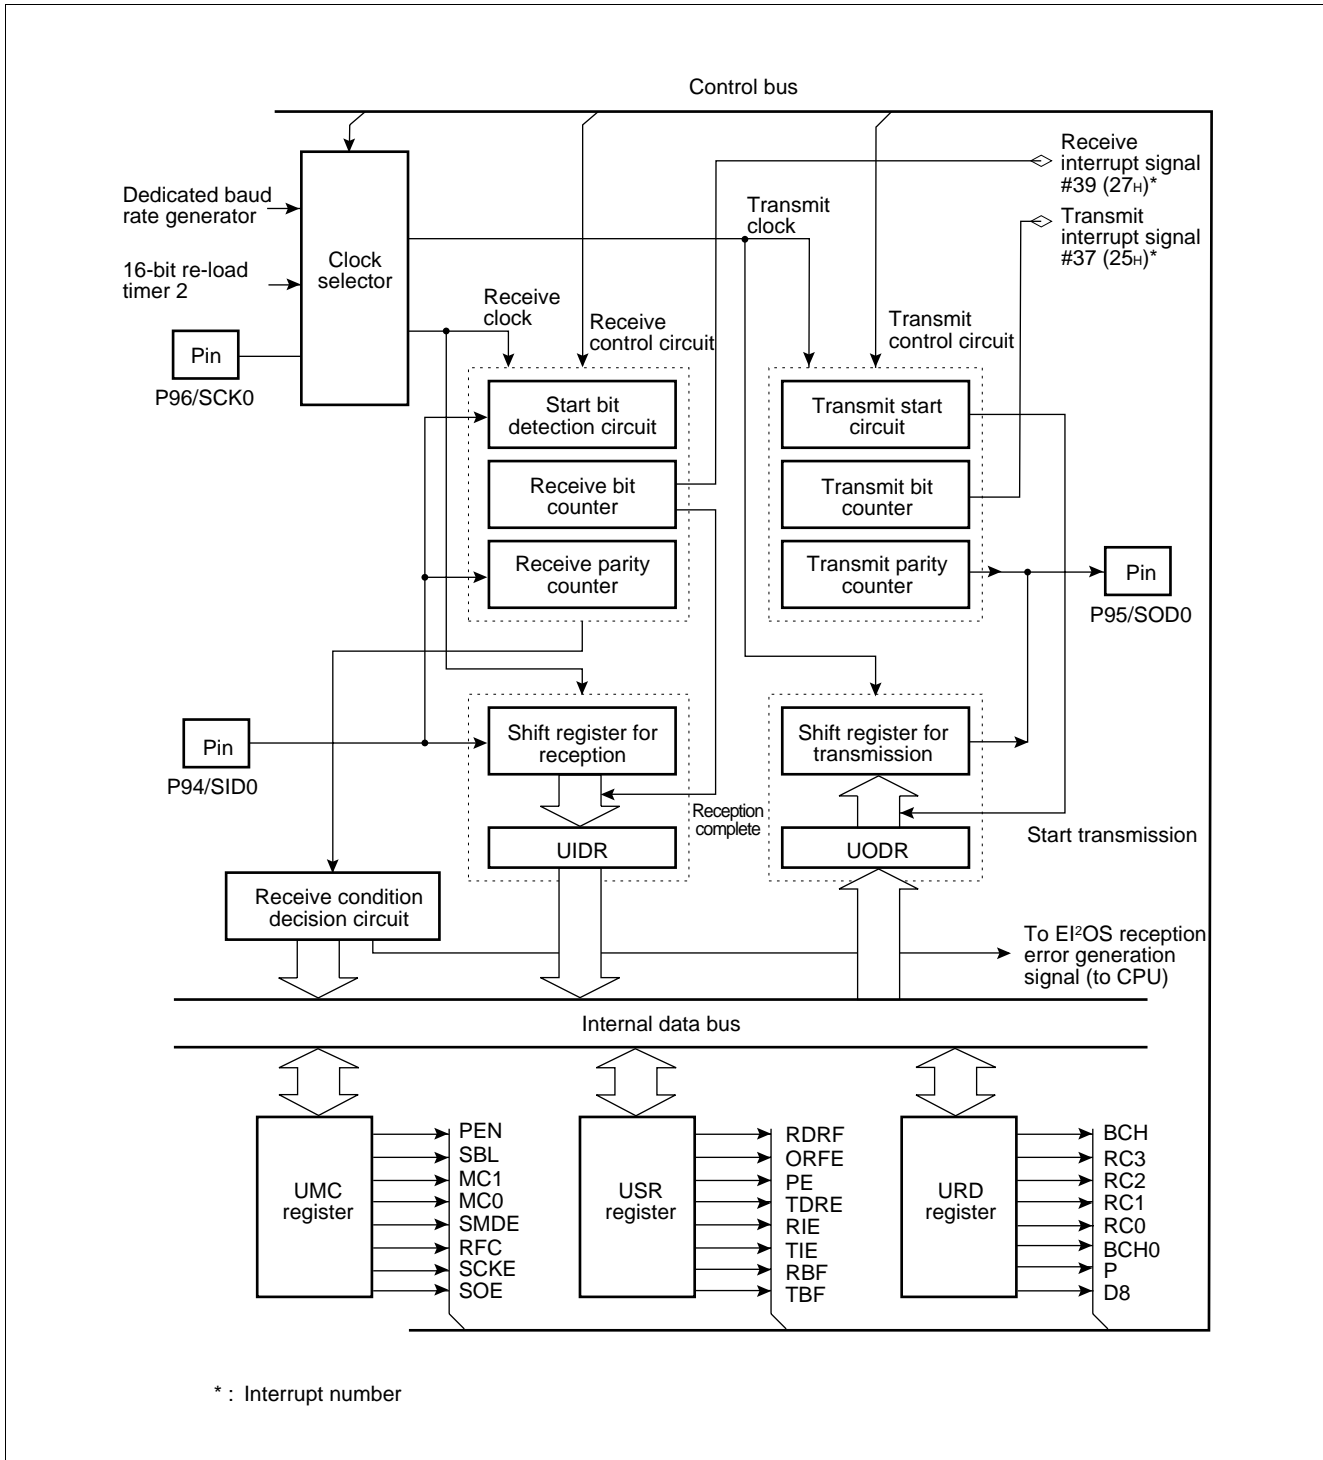 Control bus
Receive
interrupt signal
#39 (27H)*
Transmit
interrupt signal
#37 (25H)*
Dedicated baud
rate generator
16-bit re-load
timer 2
Pin
P96/SCK0
Clock
selector
Transmit
clock
Receive
clock
Receive
control circuit
Transmit
control circuit
Start bit
detection circuit
Receive bit
counter
Receive parity
counter
Transmit start
circuit
Transmit bit
counter
Transmit parity
counter
Pin
P95/SOD0
Pin
P94/SID0
Shift register for
reception
Shift register for
transmission
Reception
complete
Start transmission
UIDR
UODR
Receive condition
decision circuit
To EI²OS reception
error generation
signal (to CPU)
Internal data bus
UMC
register
PEN
SBL
MC1
MC0
SMDE
RFC
SCKE
SOE
USR
register
RDRF
ORFE
PE
TDRE
RIE
TIE
RBF
TBF
URD
register
BCH
RC3
RC2
RC1
RC0
BCH0
P
D8
* : Interrupt number